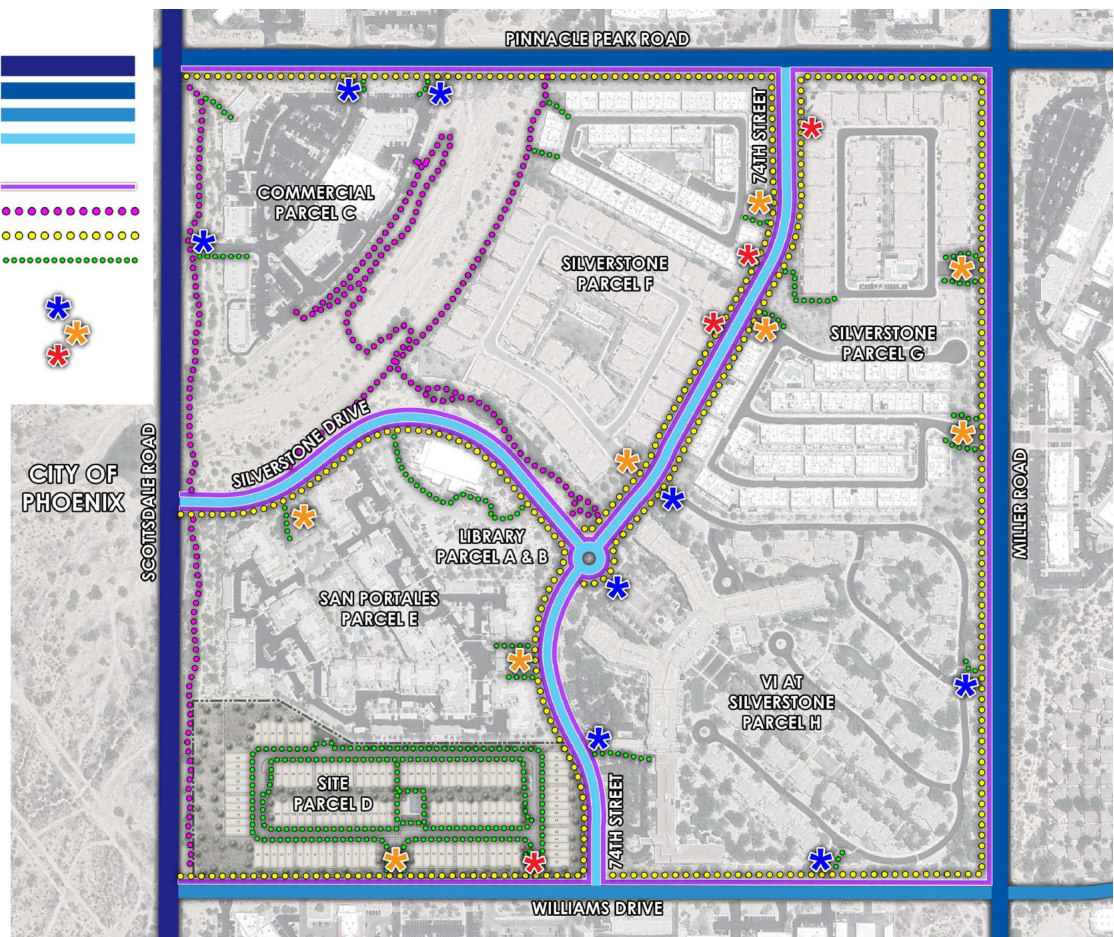 PINNACLE PEAK ROAD
74TH STREET
COMMERCIAL
PARCEL C
SILVERSTONE
PARCEL F
SILVERSTONE
PARCEL G
SILVERSTONE DRIVE
CITY OF
PHOENIX
SCOTTSDALE ROAD
MILLER ROAD
LIBRARY
PARCEL A & B
SAN PORTALES
PARCEL E
VI AT
SILVERSTONE
PARCEL H
SITE
PARCEL D
74TH STREET
WILLIAMS DRIVE